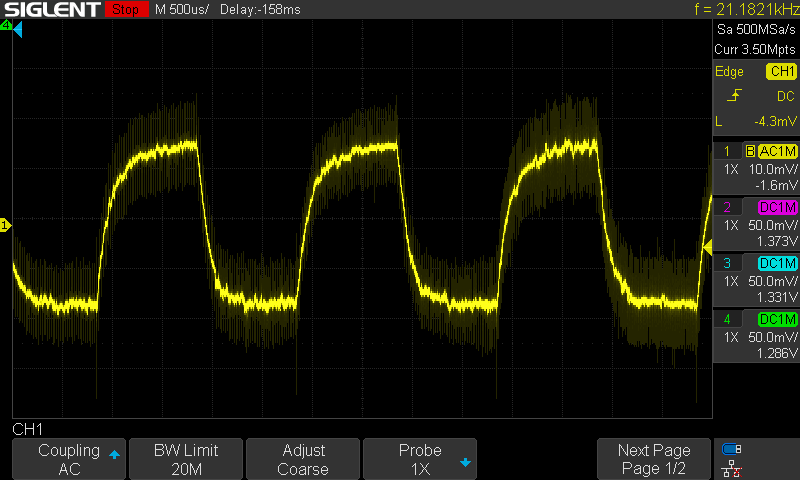 SIGLENT Stop M 500us/ Delay:-158ms f = 21.1821kHz
Sa 500MSa/s
Curr 3.50Mpts
Edge CH1
DC
L -4.3mV
1 B AC1M
1X 10.0mV/
-1.6mV
2 DC1M
1X 50.0mV/
1.373V
3 DC1M
1X 50.0mV/
1.331V
4 DC1M
1X 50.0mV/
1.286V
4
1
CH1
Coupling
AC
BW Limit
20M
Adjust
Coarse
Probe
1X
Next Page
Page 1/2